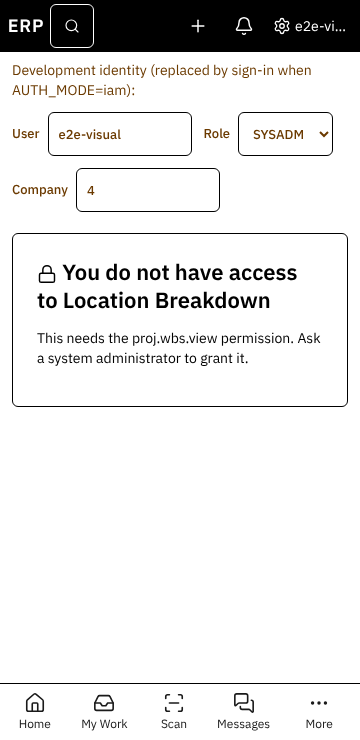 ERP
e2e-vi...
Development identity (replaced by sign-in when
AUTH_MODE=iam):
User e2e-visual Role SYSADM
Company 4
You do not have access
to Location Breakdown
This needs the proj.wbs.view permission. Ask
a system administrator to grant it.
Home My Work Scan Messages More